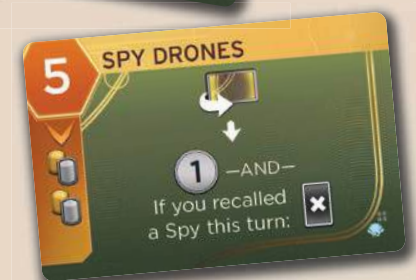 5
SPY DRONES
1 —AND—
If you recalled
a Spy this turn: